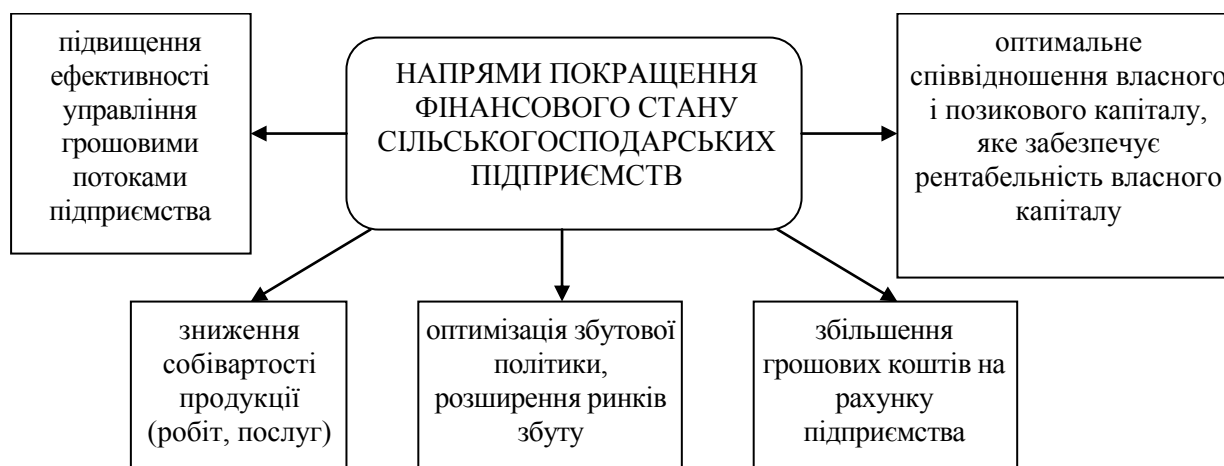 підвищення
ефективності
управління
грошовими
потоками
підприємства
НАПРЯМИ ПОКРАЩЕННЯ
ФІНАНСОВОГО СТАНУ
СІЛЬСЬКОГОСПОДАРСЬКИХ
ПІДПРИЄМСТВ
оптимальне
співвідношення власного
і позикового капіталу,
яке забезпечує
рентабельність власного
капіталу
зниження
собівартості
продукції
(робіт, послуг)
оптимізація збутової
політики,
розширення ринків
збуту
збільшення
грошових коштів на
рахунку
підприємства